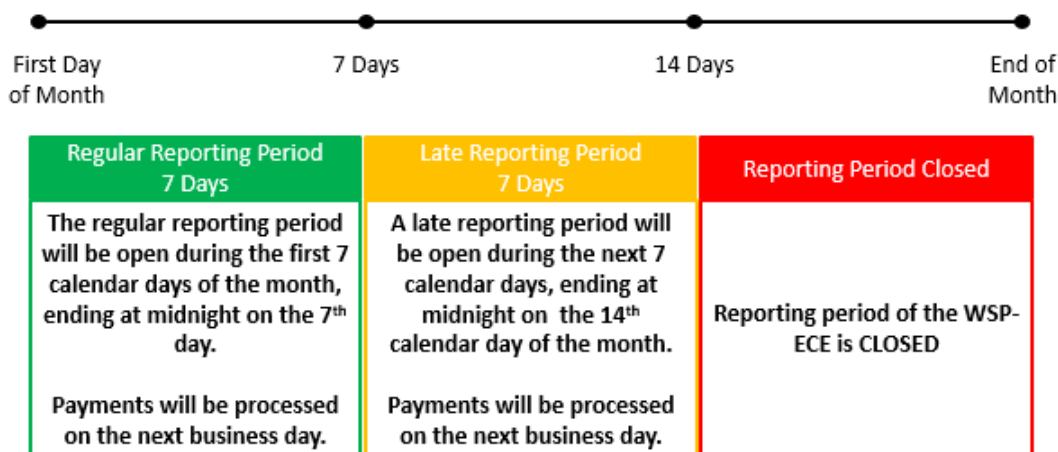 First Day
of Month
7 Days
14 Days
End of
Month
Regular Reporting Period
7 Days
The regular reporting period
will be open during the first 7
calendar days of the month,
ending at midnight on the 7th
day.
Payments will be processed
on the next business day.
Late Reporting Period
7 Days
A late reporting period will
be open during the next 7
calendar days, ending at
midnight on the 14th
calendar day of the month.
Payments will be processed
on the next business day.
Reporting Period Closed
Reporting period of the WSP-
ECE is CLOSED